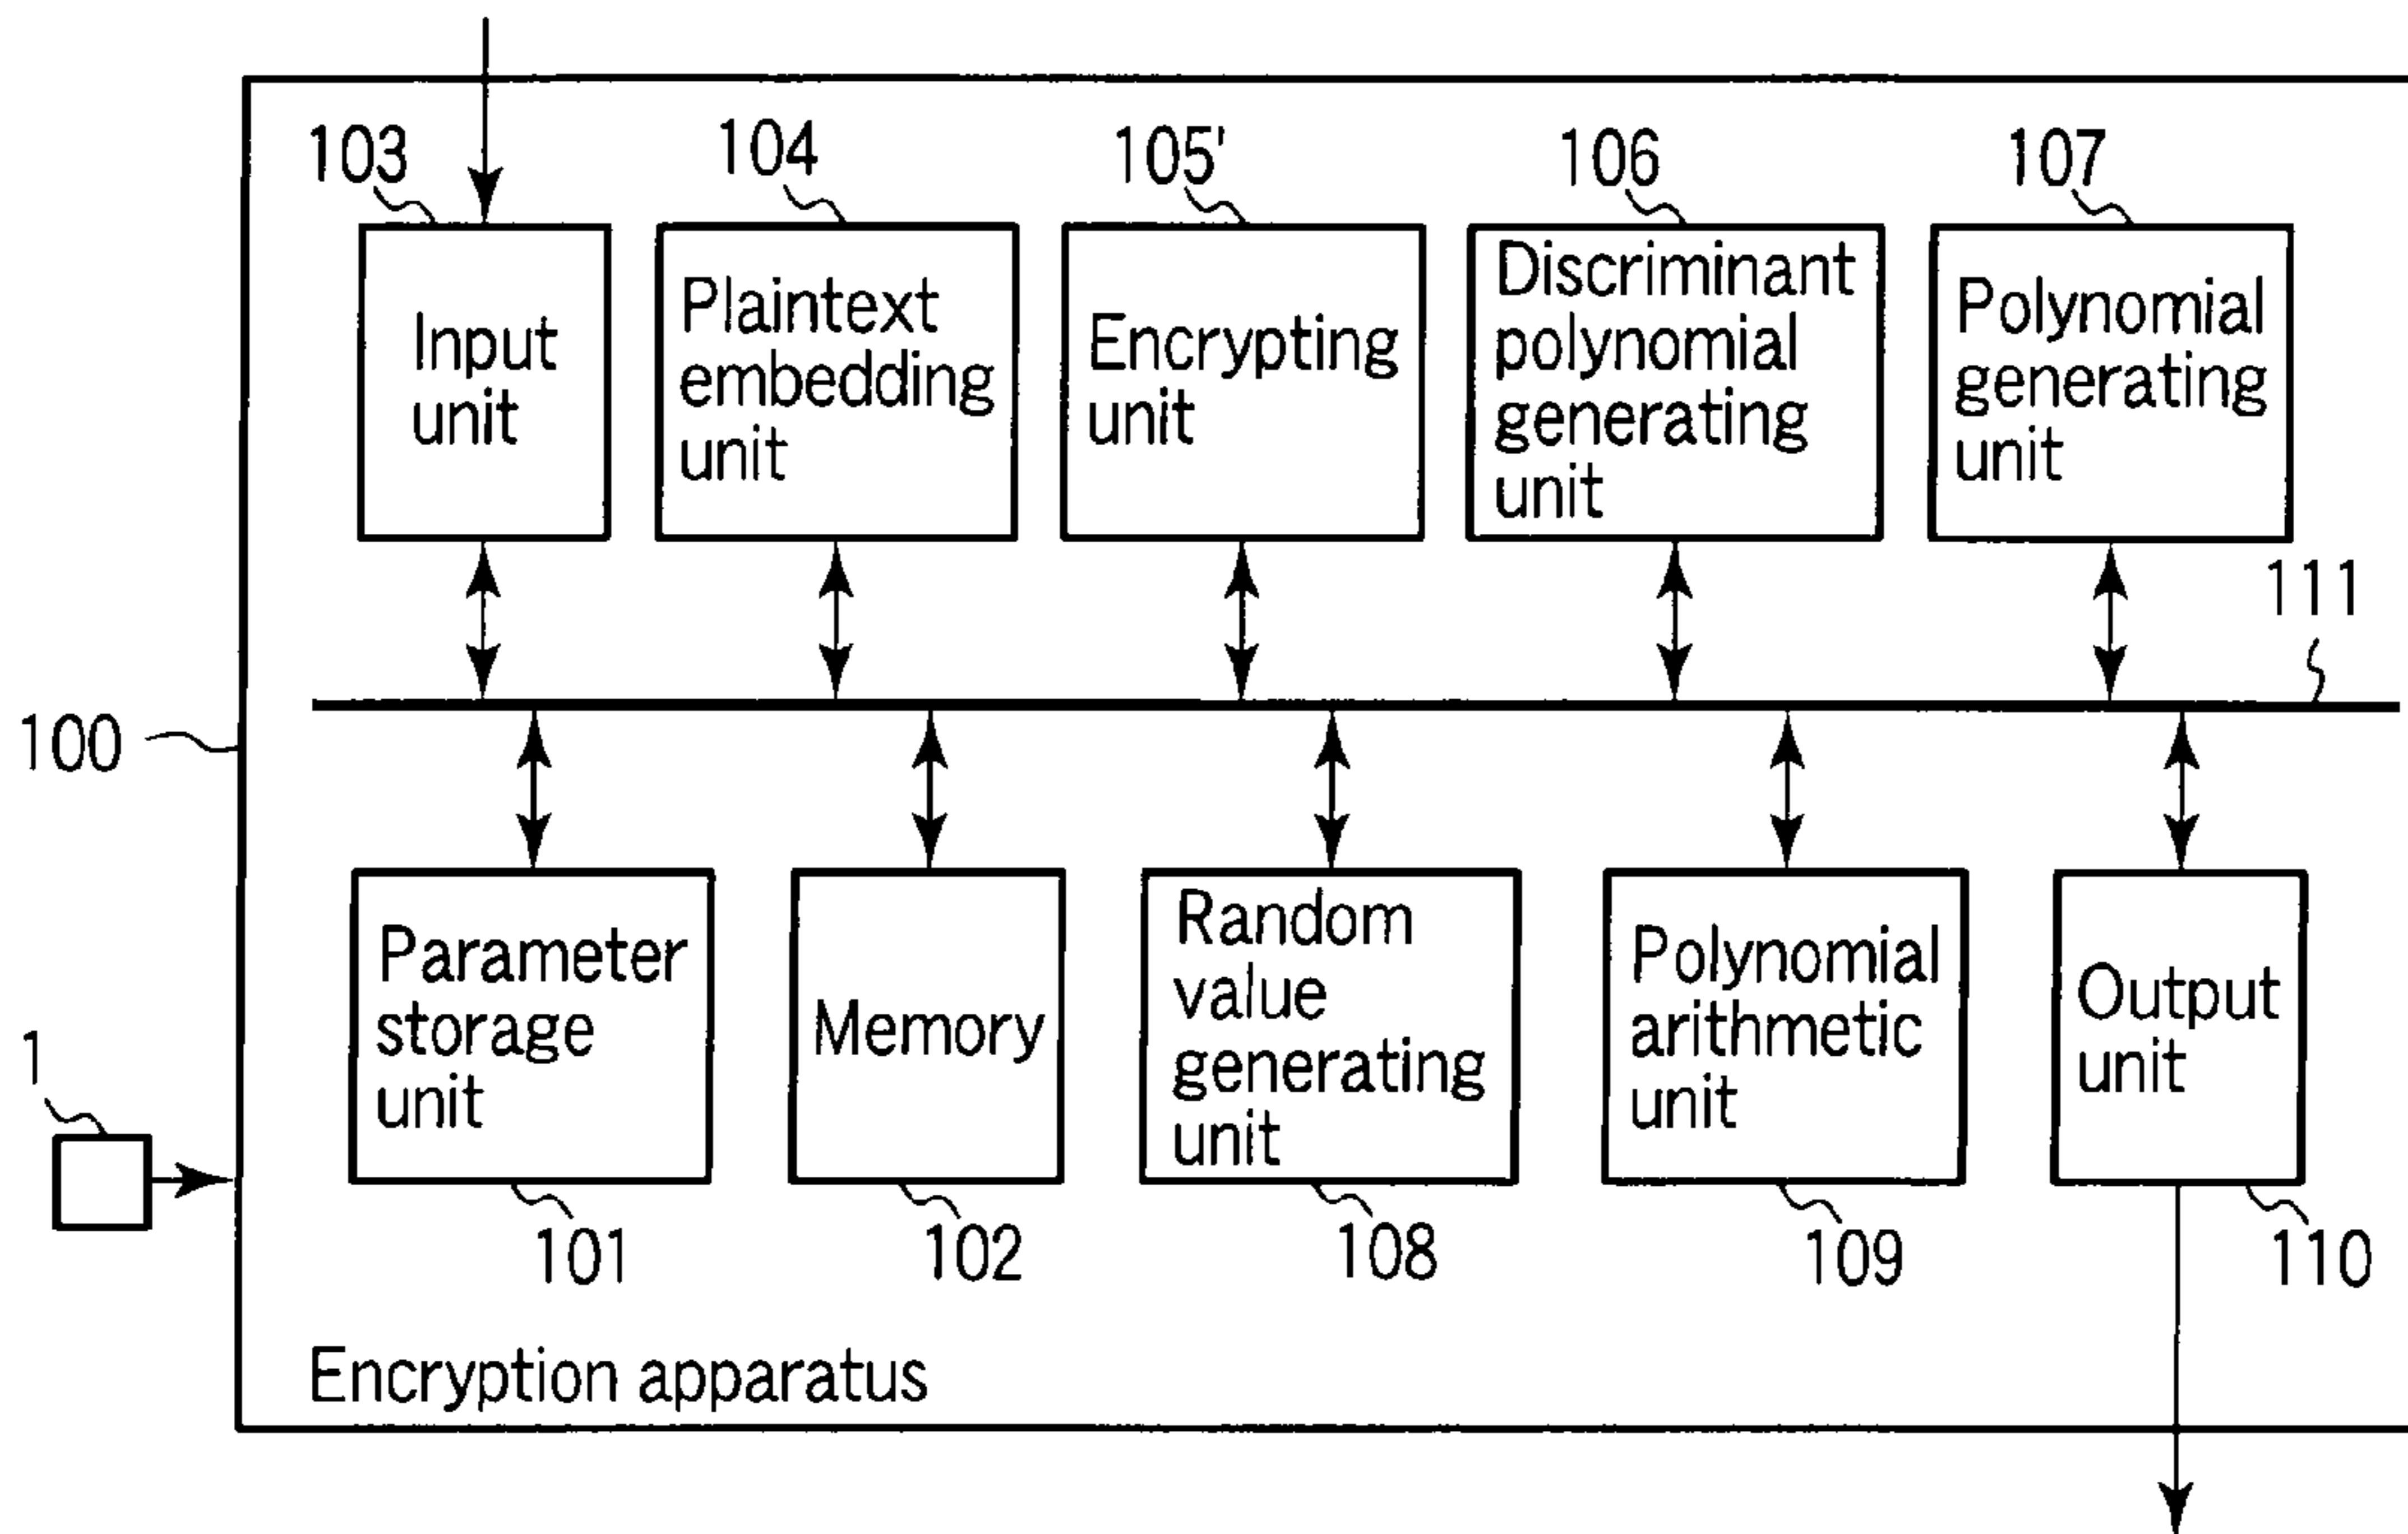 103
104
105'
106
107
Input
unit
Plaintext
embedding
unit
Encrypting
unit
Discriminant
polynomial
generating
unit
Polynomial
generating
unit
111
100
Parameter
storage
unit
Memory
Random
value
generating
unit
Polynomial
arithmetic
unit
Output
unit
1
101
102
108
109
110
Encryption apparatus